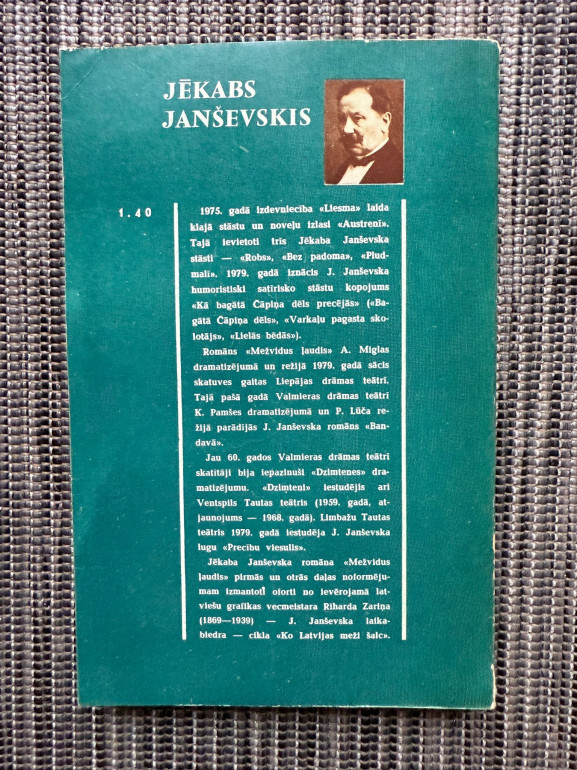 JĒKABS
JANŠEVSKIS
1.40
1975. gadā izdevniecība «Liesma» laida
klajā stāstu un noveļu izlasi «Austrenī».
Tajā ievietoti trīs Jēkaba Janševska
stāsti — «Robs», «Bez padoma», «Plud-
malī». 1979. gadā iznācis J. Janševska
humoristiski satīrisko stāstu kopojums
«Kā bagātā Cāpiņa dēls precējās» («Ba-
gātā Cāpiņa dēls», «Varkaļu pagasta sko-
lotājs», «Lielās bēdās»).
Romāns «Mežvidus ļaudis» A. Miglas
dramatizējumā un režijā 1979. gadā sācis
skatuves gaitas Liepājas drāmas teātrī.
Tajā pašā gadā Valmieras drāmas teātrī
K. Pamšes dramatizējumā un P. Lūča re-
žijā parādījās J. Janševska romāns «Ban-
davā».
Jau 60. gados Valmieras drāmas teātrī
skatītāji bija iepazinuši «Dzimtenes» dra-
matizējumu. «Dzimteni» iestudējis arī
Ventspils Tautas teātris (1959. gadā, at-
jaunojums — 1968. gadā). Limbažu Tautas
teātris 1979. gadā iestudēja J. Janševska
lugu «Precību viesulis».
Jēkaba Janševska romāna «Mežvidus
ļaudis» pirmās un otrās daļas noformēju-
mam izmantoti oforti no ievērojamā lat-
viešu grafikas vecmeistara Riharda Zariņa
(1869—1939) — J. Janševska laika-
biedra — cikla «Ko Latvijas meži šalc».